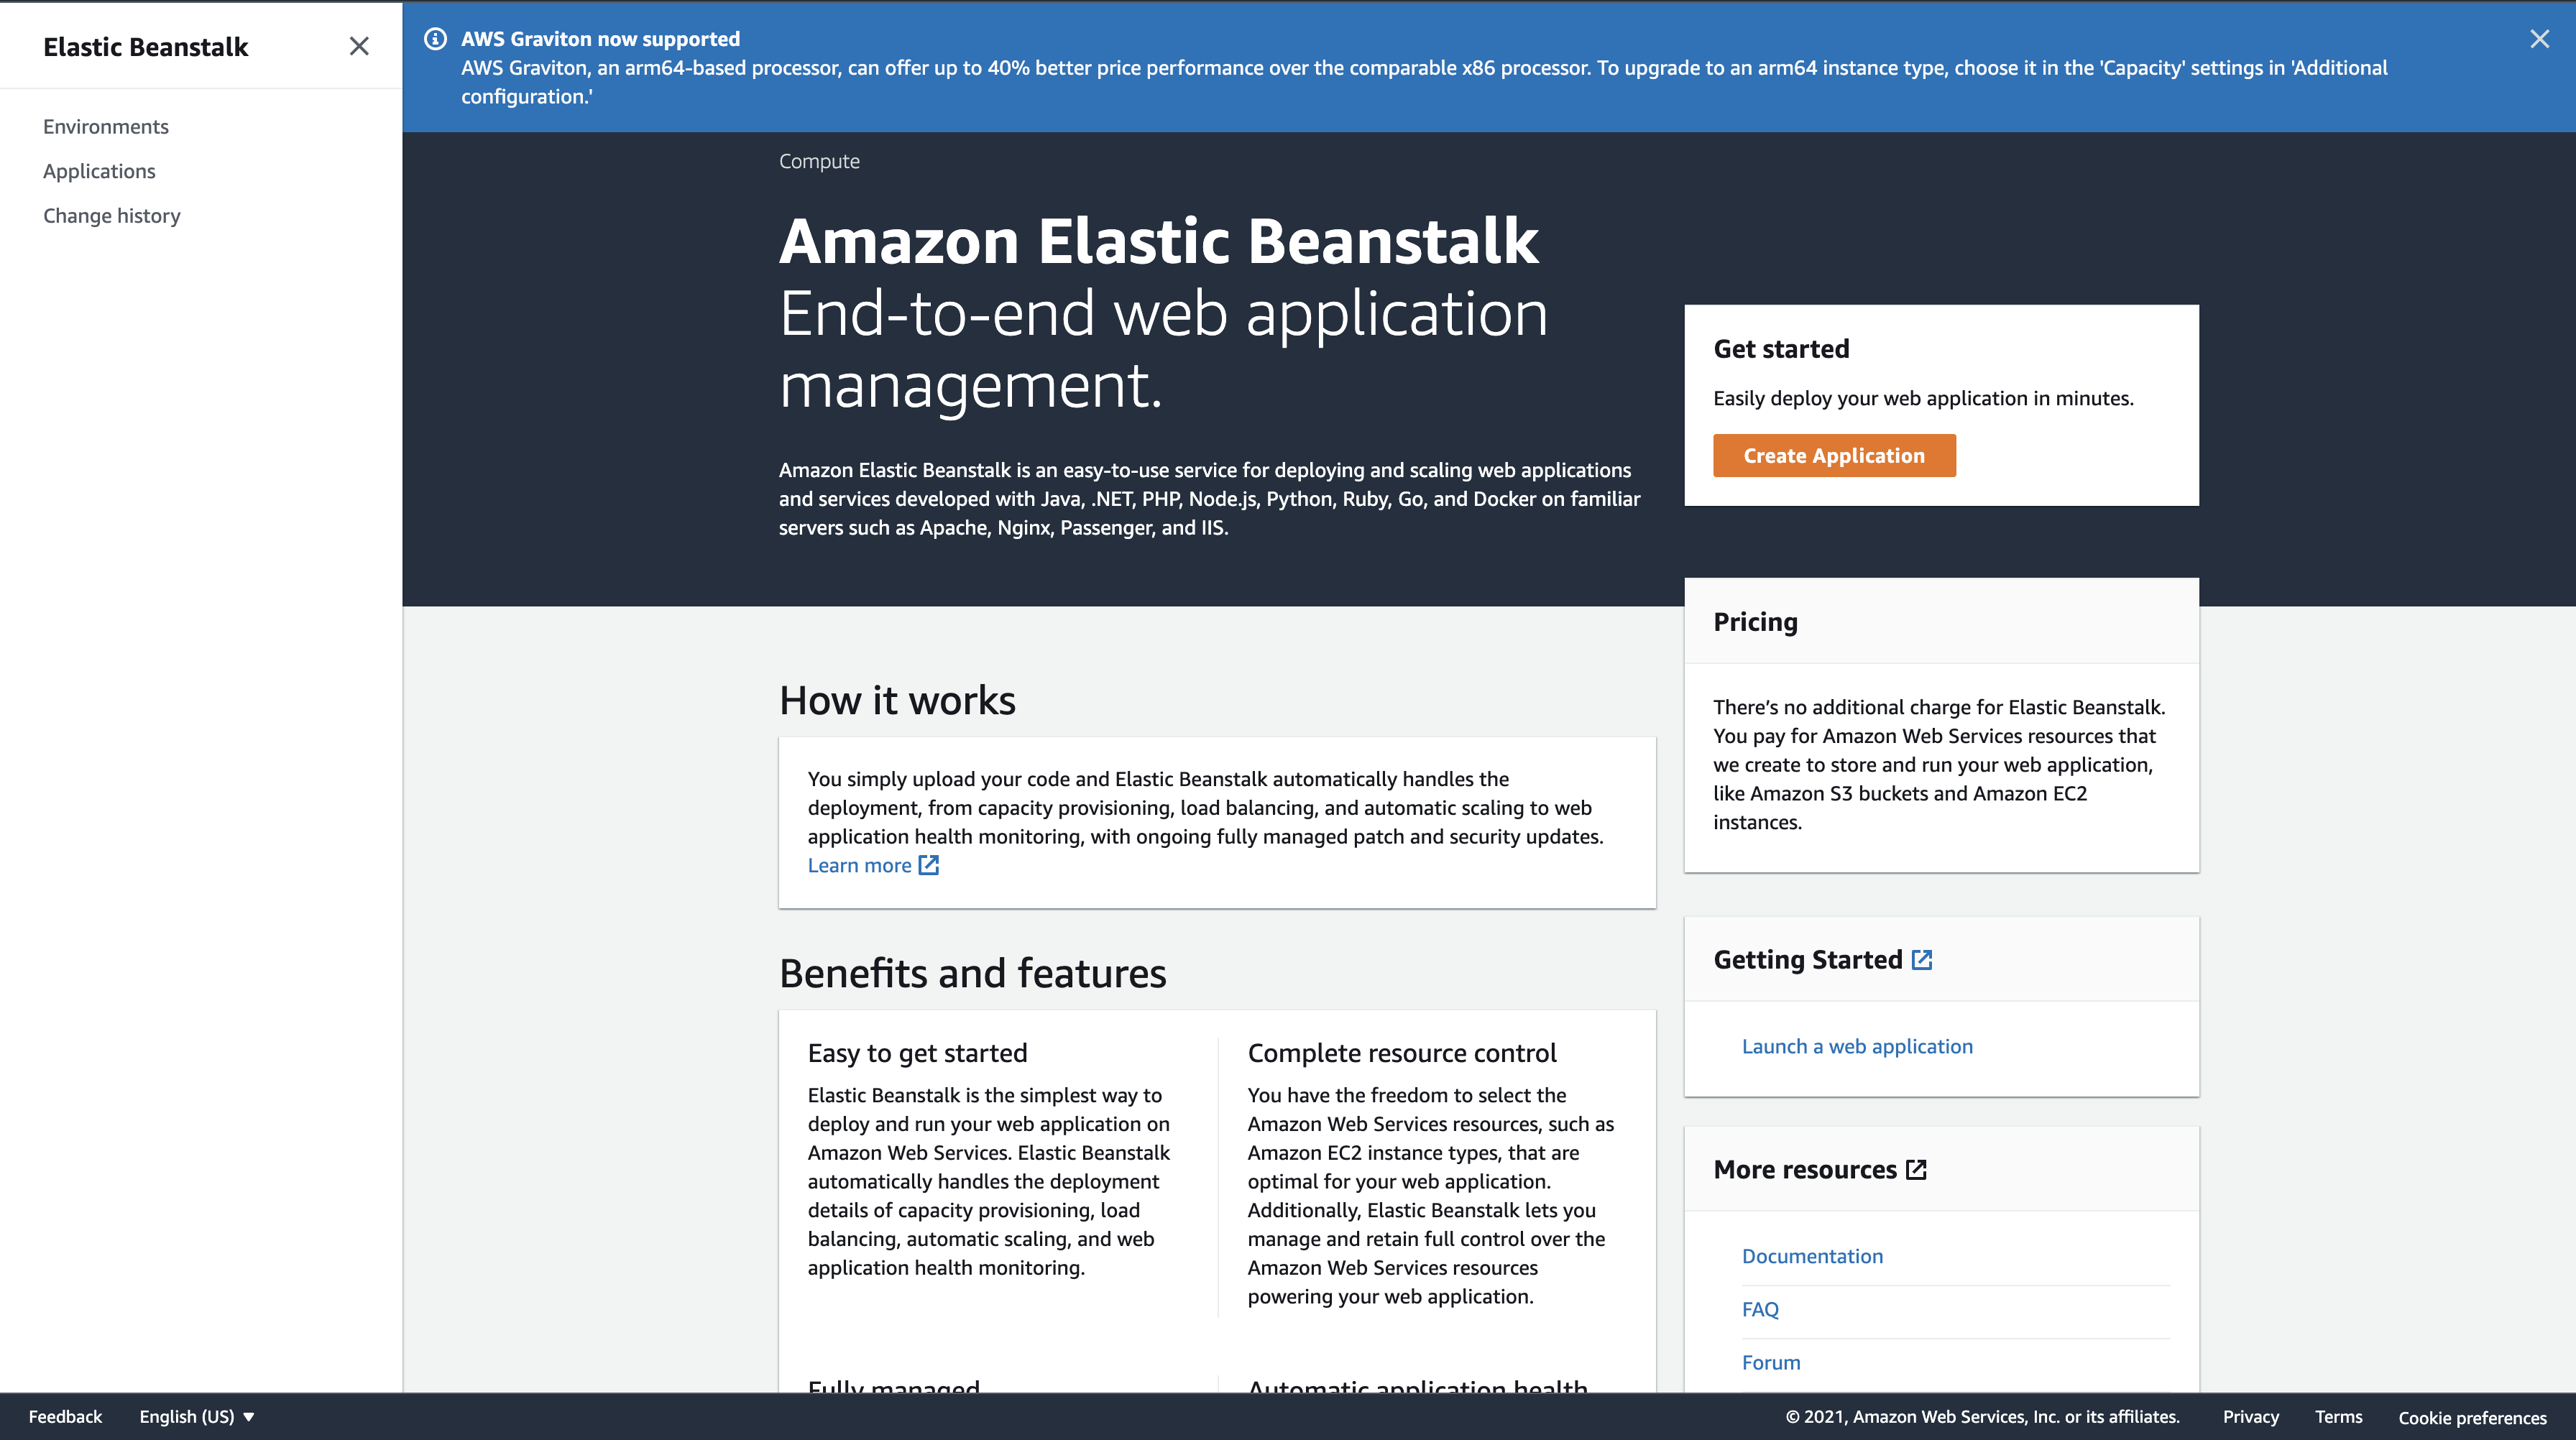 Elastic Beanstalk
Environments
Applications
Change history
AWS Graviton now supported
AWS Graviton, an arm64-based processor, can offer up to 40% better price performance over the comparable x86 processor. To upgrade to an arm64 instance type, choose it in the 'Capacity' settings in 'Additional
configuration.'
Compute
Amazon Elastic Beanstalk
End-to-end web application
management.
Amazon Elastic Beanstalk is an easy-to-use service for deploying and scaling web applications
and services developed with Java, .NET, PHP, Node.js, Python, Ruby, Go, and Docker on familiar
servers such as Apache, Nginx, Passenger, and IIS.
Get started
Easily deploy your web application in minutes.
Create Application
Pricing
There’s no additional charge for Elastic Beanstalk.
You pay for Amazon Web Services resources that
we create to store and run your web application,
like Amazon S3 buckets and Amazon EC2
instances.
How it works
You simply upload your code and Elastic Beanstalk automatically handles the
deployment, from capacity provisioning, load balancing, and automatic scaling to web
application health monitoring, with ongoing fully managed patch and security updates.
Learn more
Benefits and features
Easy to get started
Elastic Beanstalk is the simplest way to
deploy and run your web application on
Amazon Web Services. Elastic Beanstalk
automatically handles the deployment
details of capacity provisioning, load
balancing, automatic scaling, and web
application health monitoring.
Complete resource control
You have the freedom to select the
Amazon Web Services resources, such as
Amazon EC2 instance types, that are
optimal for your web application.
Additionally, Elastic Beanstalk lets you
manage and retain full control over the
Amazon Web Services resources
powering your web application.
Fully managed
Automatic application health
Getting Started
Launch a web application
More resources
Documentation
FAQ
Forum
Feedback
English (US)
© 2021, Amazon Web Services, Inc. or its affiliates.
Privacy
Terms
Cookie preferences